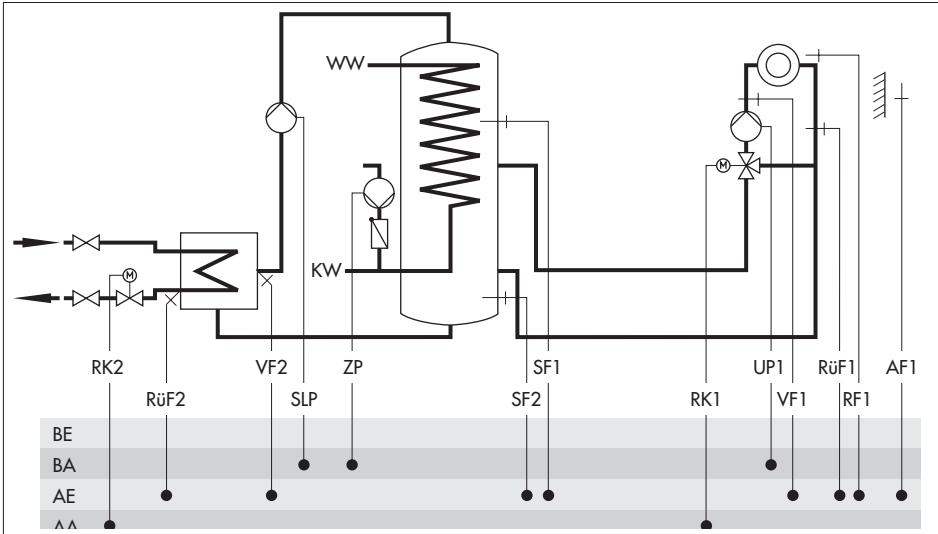 WW
M
M
KW
RK2 VF2 ZP SF1 UP1 RüF1 AF1
RüF2 SLP SF2 RK1 VF1 RF1
BE
BA
AE
AA